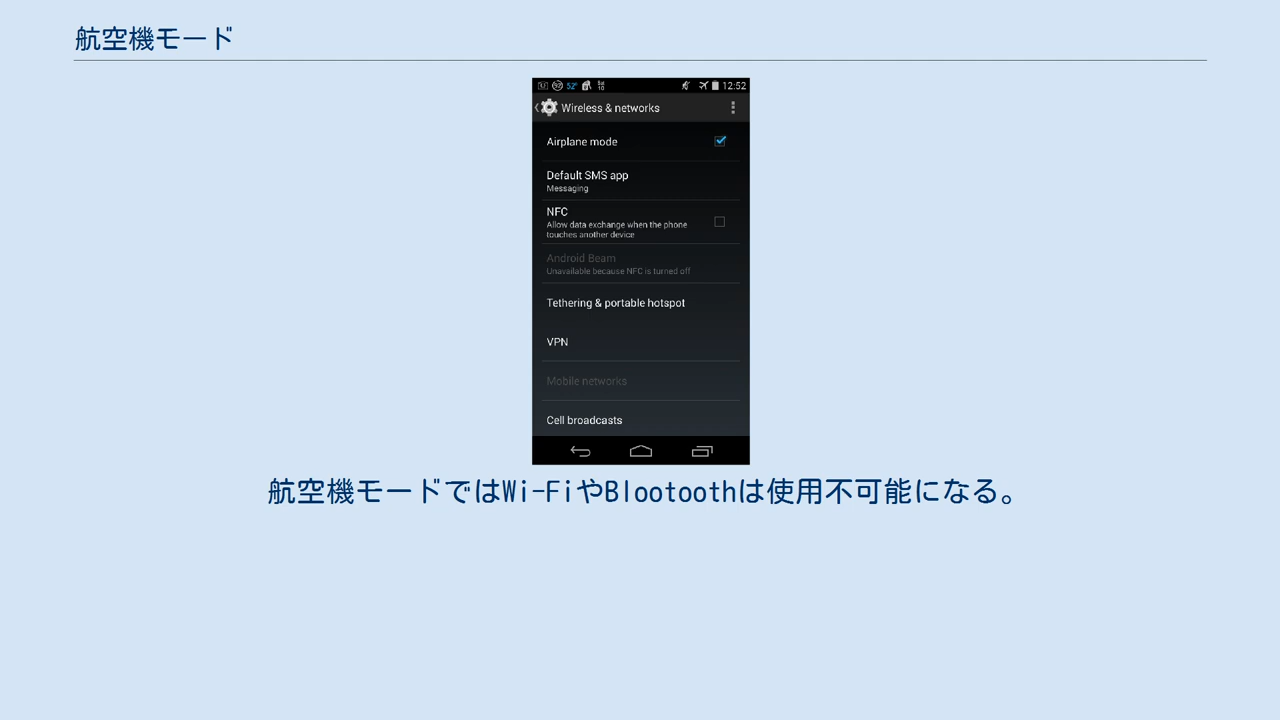 航空機モード
52° 12:52
Wireless & networks
Airplane mode
Default SMS app
Messaging
NFC
Allow data exchange when the phone
touches another device
Android Beam
Unavailable because NFC is turned off
Tethering & portable hotspot
VPN
Mobile networks
Cell broadcasts
航空機モードではWi-FiやBlootoothは使用不可能になる。